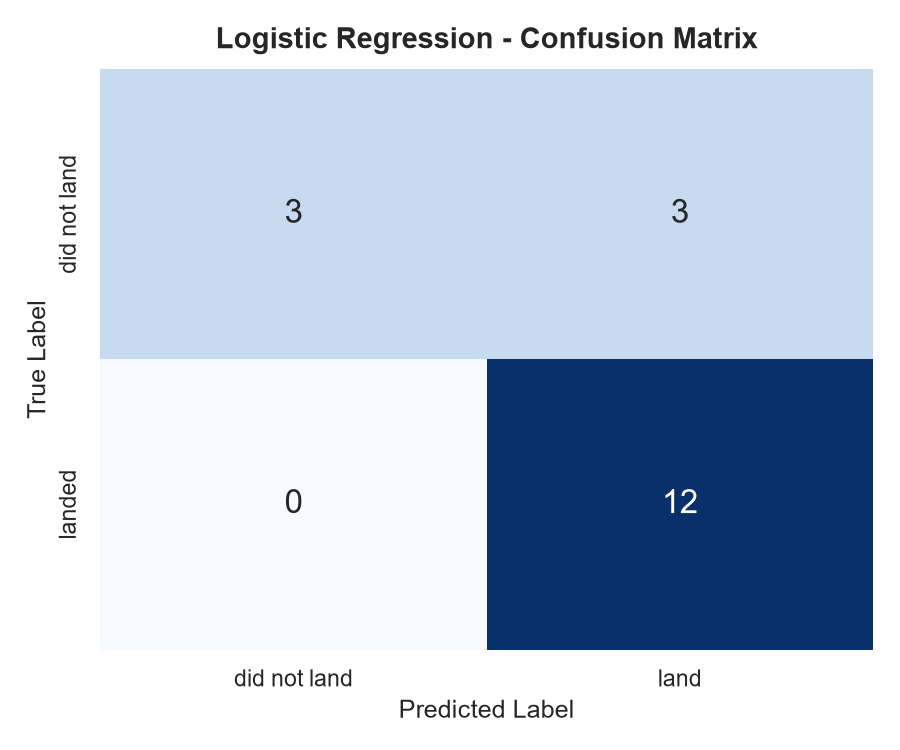 Logistic Regression - Confusion Matrix
True Label
did not land
3
3
landed
0
12
did not land
land
Predicted Label